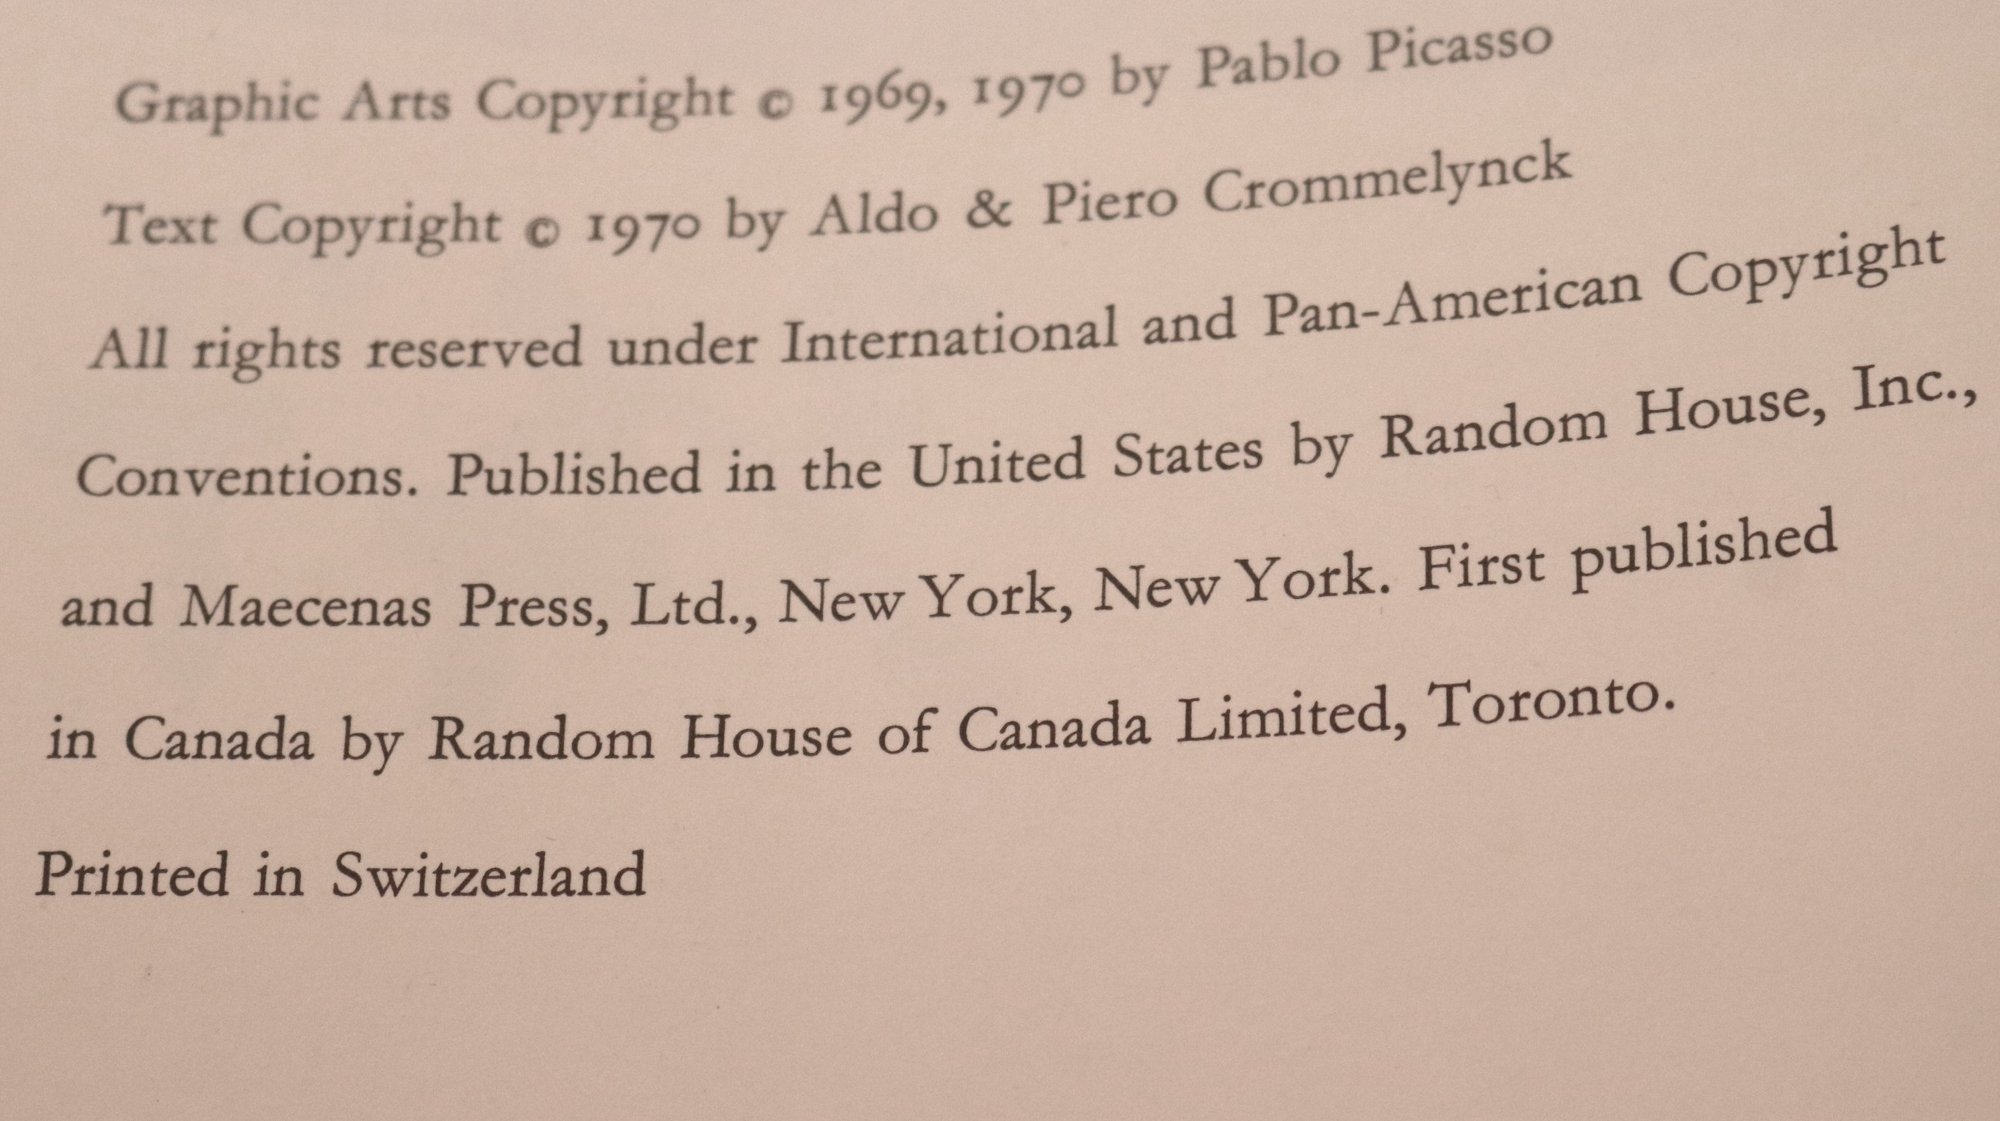 Graphic Arts Copyright © 1969, 1970 by Pablo Picasso
Text Copyright © 1970 by Aldo & Piero Crommelynck
All rights reserved under International and Pan-American Copyright
Conventions. Published in the United States by Random House, Inc.,
and Maecenas Press, Ltd., New York, New York. First published
in Canada by Random House of Canada Limited, Toronto.
Printed in Switzerland